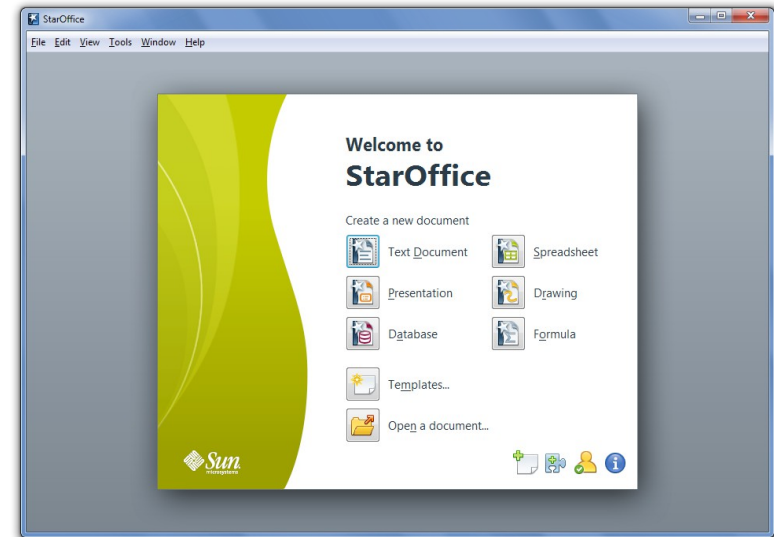 StarOffice
File Edit View Tools Window Help
Welcome to
StarOffice
Create a new document
Text Document Spreadsheet
Presentation Drawing
Database Formula
Templates...
Open a document...
Sun
microsystems